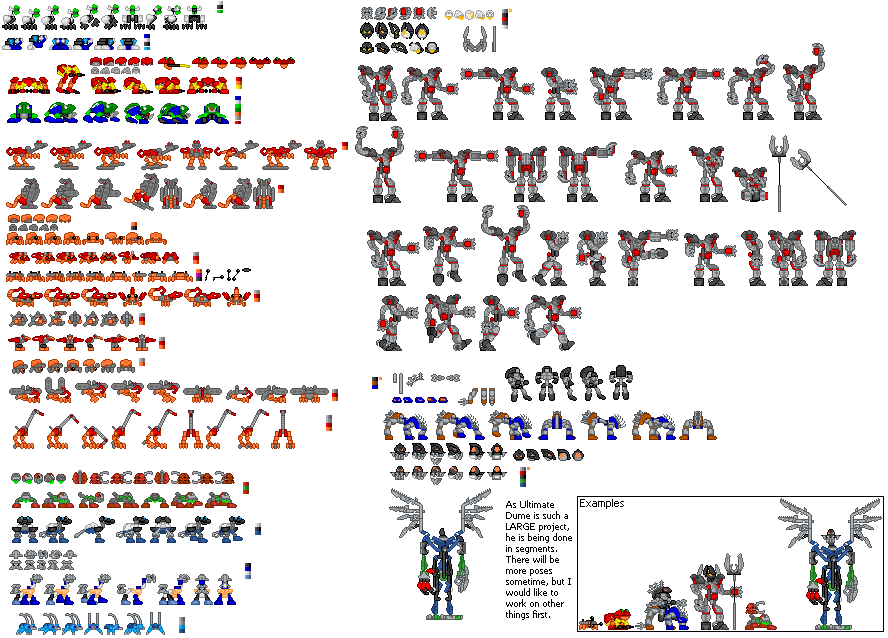 As Ultimate
Dume is such a
LARGE project,
he is being done
in segments.
There will be
more poses
sometime, but I
would like to
work on other
things first.
Examples